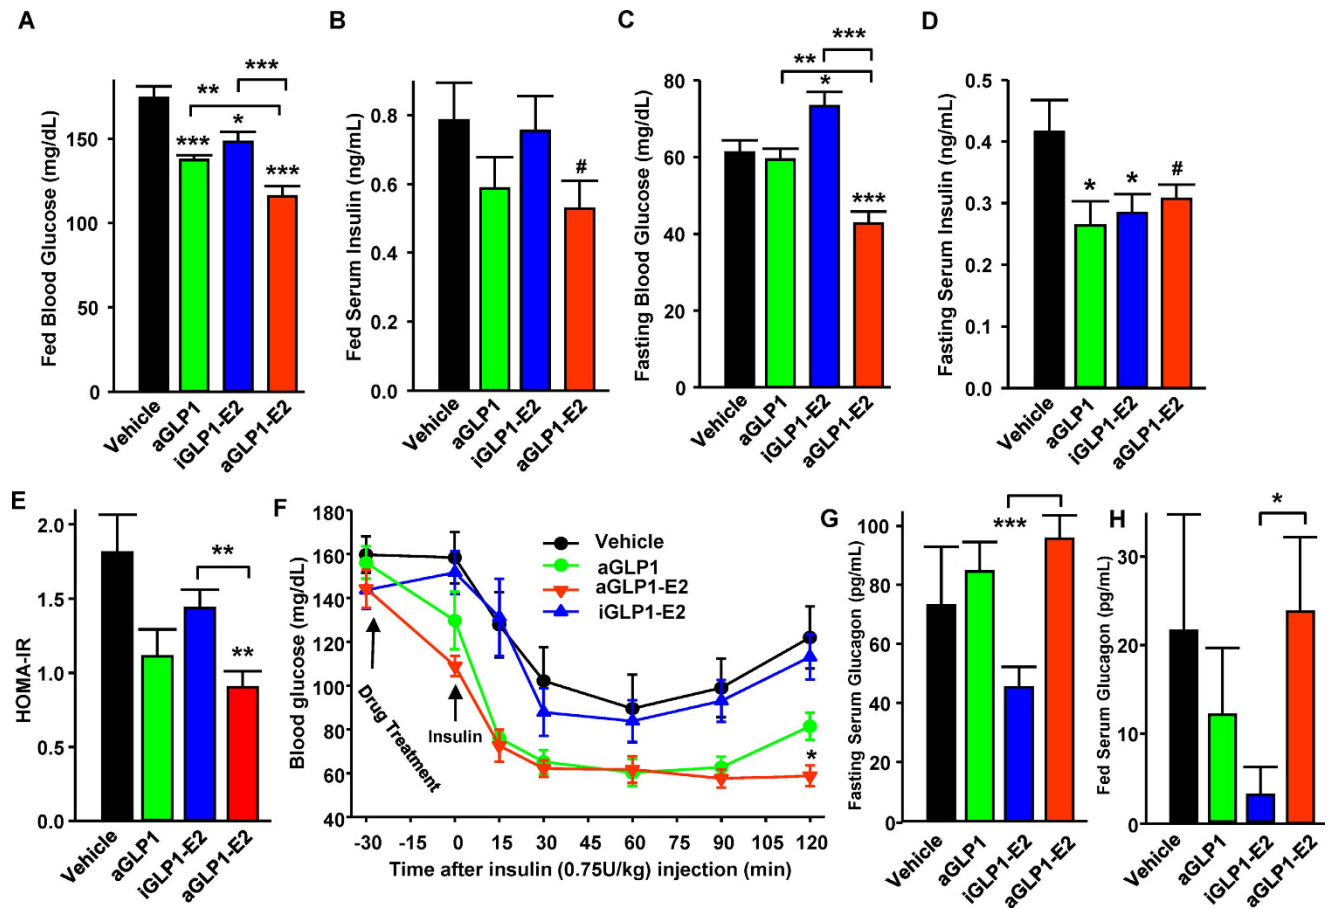 A
Fed Blood Glucose (mg/dL)
150
100
50
0
***
**
***
*
***
Vehicle
aGLP1
iGLP1-E2
aGLP1-E2
B
Fed Serum Insulin (ng/mL)
0.8
0.6
0.4
0.2
0.0
#
Vehicle
aGLP1
iGLP1-E2
aGLP1-E2
C
Fasting Blood Glucose (mg/dL)
80
60
40
20
0
***
**
*
***
Vehicle
aGLP1
iGLP1-E2
aGLP1-E2
D
Fasting Serum Insulin (ng/mL)
0.5
0.4
0.3
0.2
0.1
0.0
*
*
#
Vehicle
aGLP1
iGLP1-E2
aGLP1-E2
E
HOMA-IR
2.0
1.5
1.0
0.5
0.0
**
**
Vehicle
aGLP1
iGLP1-E2
aGLP1-E2
F
Blood glucose (mg/dL)
180
160
140
120
100
80
60
40
Vehicle
aGLP1
aGLP1-E2
iGLP1-E2
Drug Treatment
Insulin
*
-30 -15 0 15 30 45 60 75 90 105 120
Time after insulin (0.75U/kg) injection (min)
G
Fasting Serum Glucagon (pg/mL)
100
80
60
40
20
0
***
Vehicle
aGLP1
iGLP1-E2
aGLP1-E2
H
Fed Serum Glucagon (pg/mL)
30
20
10
0
*
Vehicle
aGLP1
iGLP1-E2
aGLP1-E2